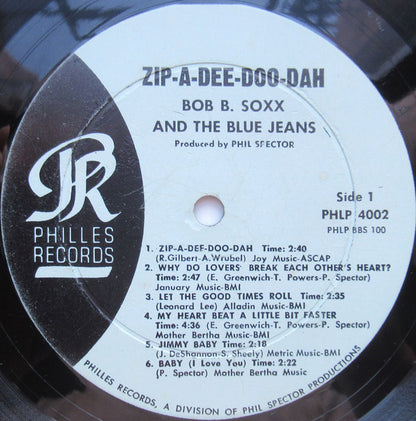 ZIP-A-DEE-DOO-DAH
BOB B. SOXX
AND THE BLUE JEANS
Produced by PHIL SPECTOR
PR
PHILLES
RECORDS
Side 1
PHLP 4002
PHLP BBS 100
1. ZIP-A-DEE-DOO-DAH Time: 2:40
(R.Gilbert-A.Wrubel) Joy Music-ASCAP
2. WHY DO LOVERS BREAK EACH OTHER'S HEART?
Time: 2:47 (E. Greenwich-T. Powers-P. Spector)
January Music-BMI
3. LET THE GOOD TIMES ROLL Time: 2:35
(Leonard Lee) Alladin Music-BMI
4. MY HEART BEAT A LITTLE BIT FASTER
Time: 4:36 (E. Greenwich-T. Powers-P. Spector)
Mother Bertha Music-BMI
5. JIMMY BABY Time: 2:18
(J. DeShannon-S. Sheely) Metric Music-BMI
6. BABY (I Love You) Time: 2:22
(P. Spector) Mother Bertha Music
PHILLES RECORDS, A DIVISION OF PHIL SPECTOR PRODUCTIONS